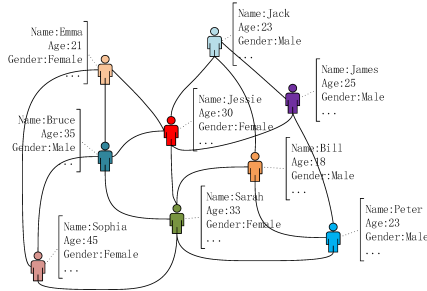 Name:Emma
Age:21
Gender:Female
...
Name:Jack
Age:23
Gender:Male
...
Name:James
Age:25
Gender:Male
...
Name:Jessie
Age:30
Gender:Female
...
Name:Bruce
Age:35
Gender:Male
...
Name:Bill
Age:18
Gender:Male
...
Name:Sarah
Age:33
Gender:Female
...
Name:Peter
Age:23
Gender:Male
...
Name:Sophia
Age:45
Gender:Female
...